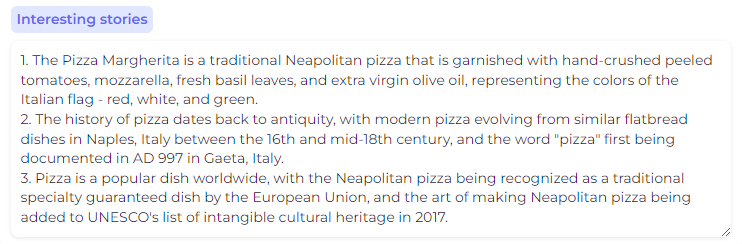 Interesting stories
1. The Pizza Margherita is a traditional Neapolitan pizza that is garnished with hand-crushed peeled
tomatoes, mozzarella, fresh basil leaves, and extra virgin olive oil, representing the colors of the
Italian flag - red, white, and green.
2. The history of pizza dates back to antiquity, with modern pizza evolving from similar flatbread
dishes in Naples, Italy between the 16th and mid-18th century, and the word "pizza" first being
documented in AD 997 in Gaeta, Italy.
3. Pizza is a popular dish worldwide, with the Neapolitan pizza being recognized as a traditional
specialty guaranteed dish by the European Union, and the art of making Neapolitan pizza being
added to UNESCO's list of intangible cultural heritage in 2017.